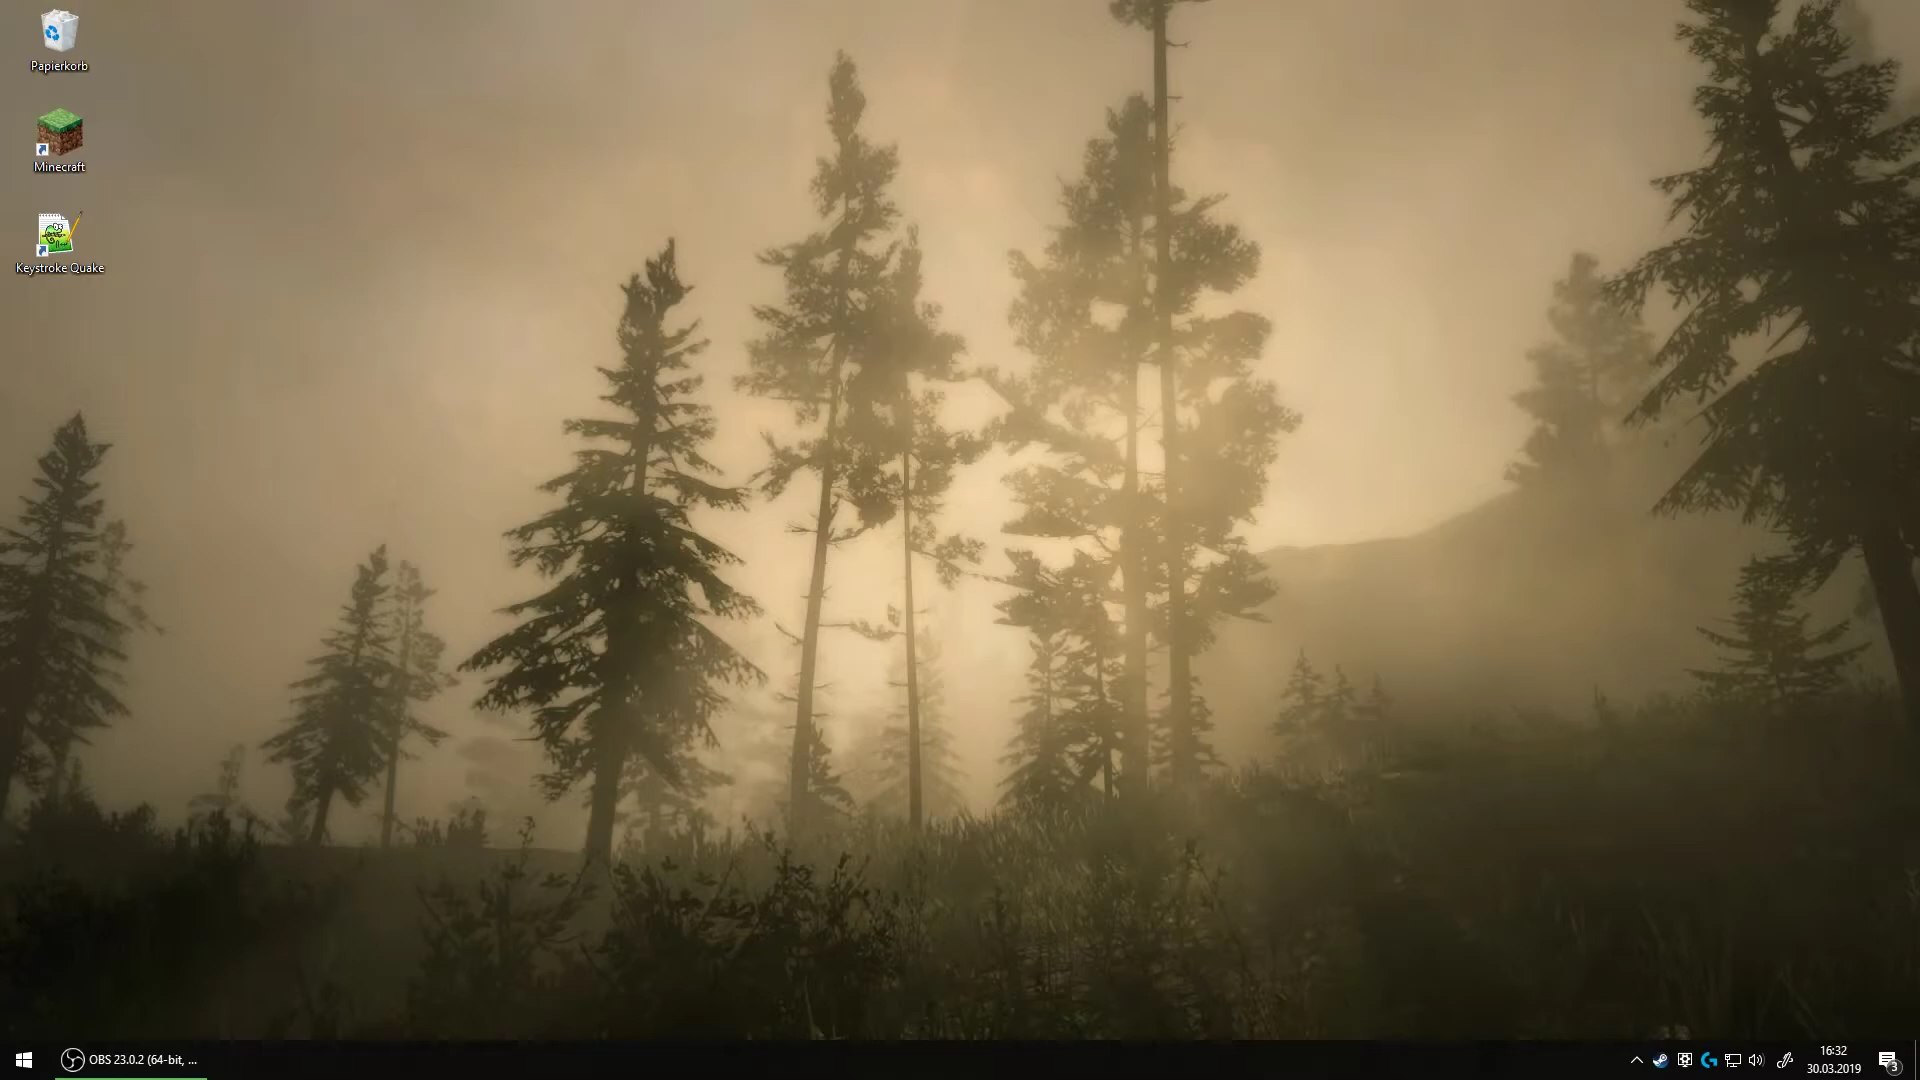 Papierkorb
Minecraft
Keystroke Quake
OBS 23.0.2 (64-bit, ...
16:32
30.03.2019
3